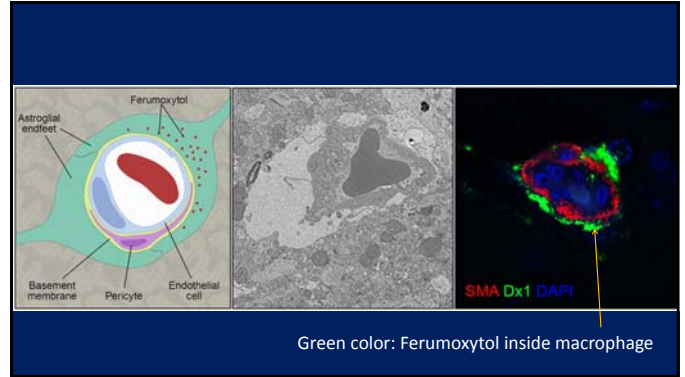 Ferumoxytol
Astroglial
endfeet
Basement
membrane
Pericyte
Endothelial
cell
SMA Dx1 DAPI
Green color: Ferumoxytol inside macrophage